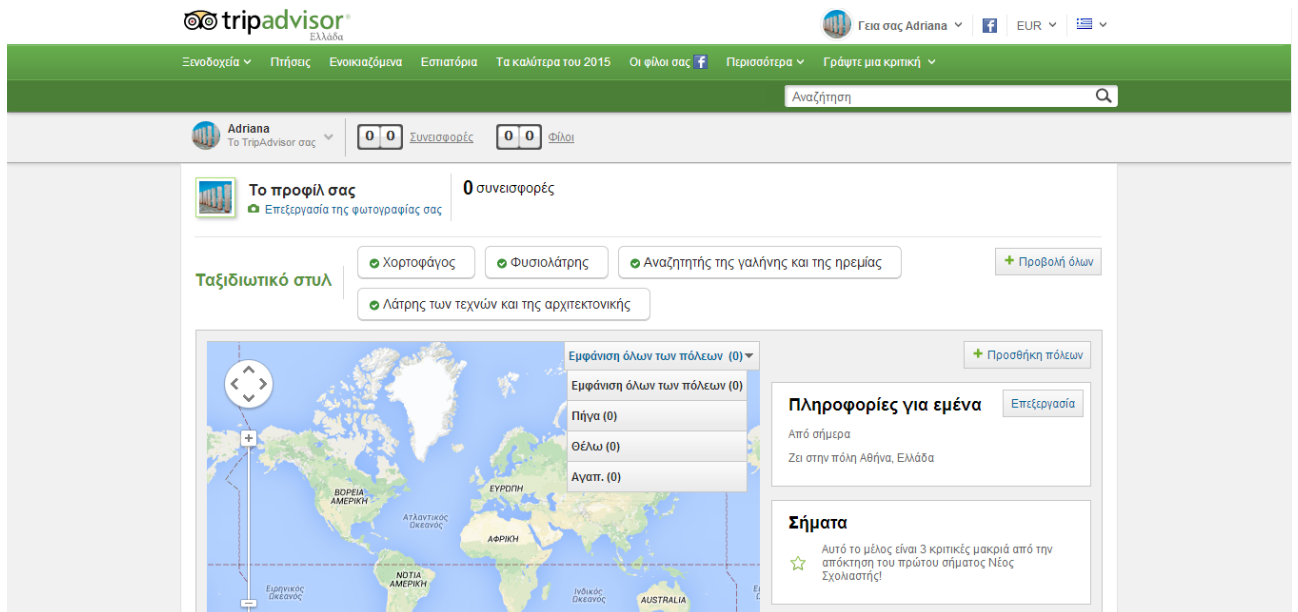 tripadvisor®
Ελλάδα
Γεια σας Adriana
EUR
Ξενοδοχεία Πτήσεις Ενοικιαζόμενα Εστιατόρια Τα καλύτερα του 2015 Οι φίλοι σας Περισσότερα Γράψτε μια κριτική
Αναζήτηση
Adriana
Το TripAdvisor σας
0 0 Συνεισφορές 0 0 Φίλοι
Το προφίλ σας
Επεξεργασία της φωτογραφίας σας
0 συνεισφορές
Ταξιδιωτικό στυλ
Χορτοφάγος Φυσιολάτρης Αναζητητής της γαλήνης και της ηρεμίας
Λάτρης των τεχνών και της αρχιτεκτονικής
+ Προβολή όλων
Εμφάνιση όλων των πόλεων (0)
Εμφάνιση όλων των πόλεων (0)
Πήγα (0)
Θέλω (0)
Αγαπ. (0)
ΒΟΡΕΙΑ
ΑΜΕΡΙΚΗ
ΕΥΡΩΠΗ
Ατλαντικός
Ωκεανός
ΑΦΡΙΚΗ
ΝΟΤΙΑ
ΑΜΕΡΙΚΗ
Ειρηνικός
Ωκεανός
Ινδικός
Ωκεανός
AUSTRALIA
+ Προσθήκη πόλεων
Πληροφορίες για εμένα
Επεξεργασία
Από σήμερα
Ζει στην πόλη Αθήνα, Ελλάδα
Σήματα
Αυτό το μέλος είναι 3 κριτικές μακριά από την
απόκτηση του πρώτου σήματος Νέος
Σχολιαστής!